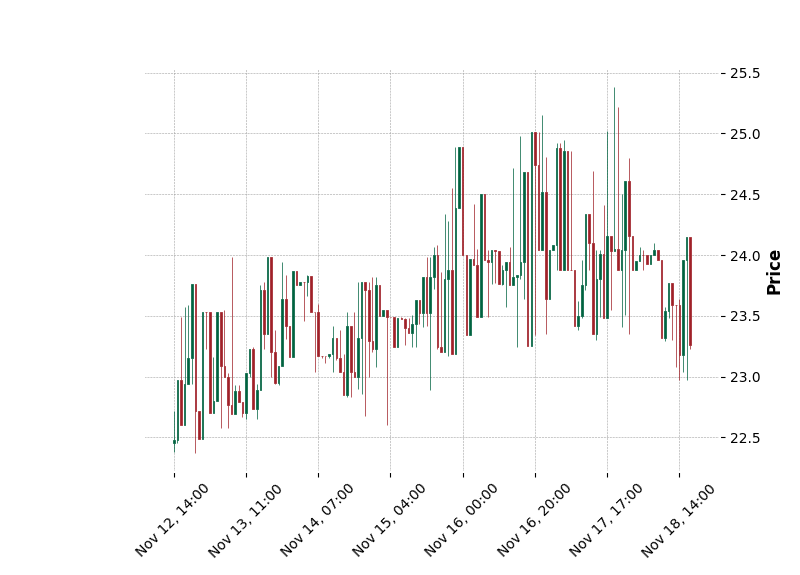 25.5
25.0
24.5
24.0
23.5
23.0
22.5
Price
Nov 12, 14:00
Nov 13, 11:00
Nov 14, 07:00
Nov 15, 04:00
Nov 16, 00:00
Nov 16, 20:00
Nov 17, 17:00
Nov 18, 14:00